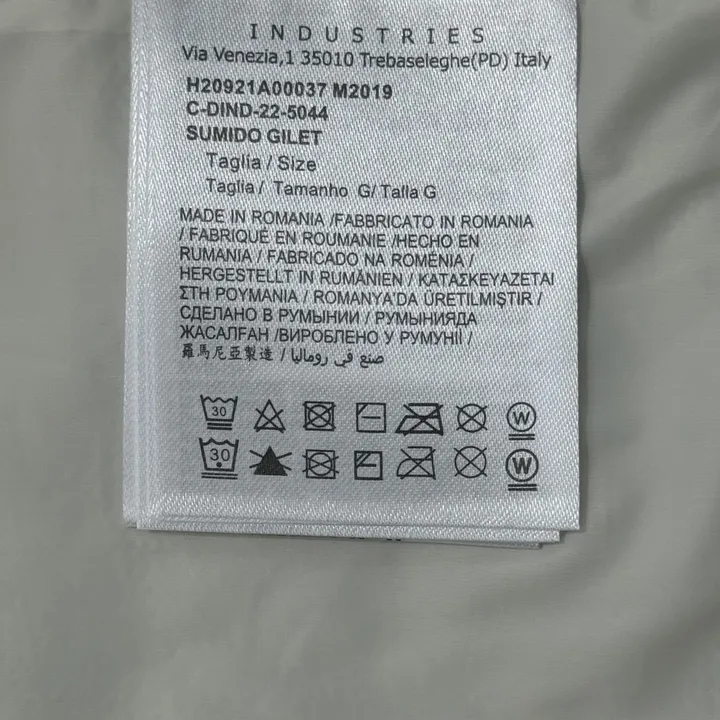 INDUSTRIES
Via Venezia,1 35010 Trebaseleghe(PD) Italy
H20921A00037 M2019
C-DIND-22-5044
SUMIDO GILET
Taglia / Size
Taglia / Tamanho G/ Talla G
MADE IN ROMANIA /FABBRICATO IN ROMANIA
/ FABRIQUÉ EN ROUMANIE /HECHO EN
RUMANIA / FABRICADO NA ROMÊNIA /
HERGESTELLT IN RUMÄNIEN / ΚΑΤΑΣΚΕΥΑΖΕΤΑΙ
ΣΤΗ ΡΟΥΜΑΝΙΑ / ROMANYA'DA ÜRETILMIŞTIR /
СДЕЛАНО В РУМЫНИИ / РУМЫНИЯДА
ЖАСАЛҒАН /ВИРОБЛЕНО У РУМУНІЇ /
羅馬尼亞製造 / صنع في رومانيا
30 W
30 W